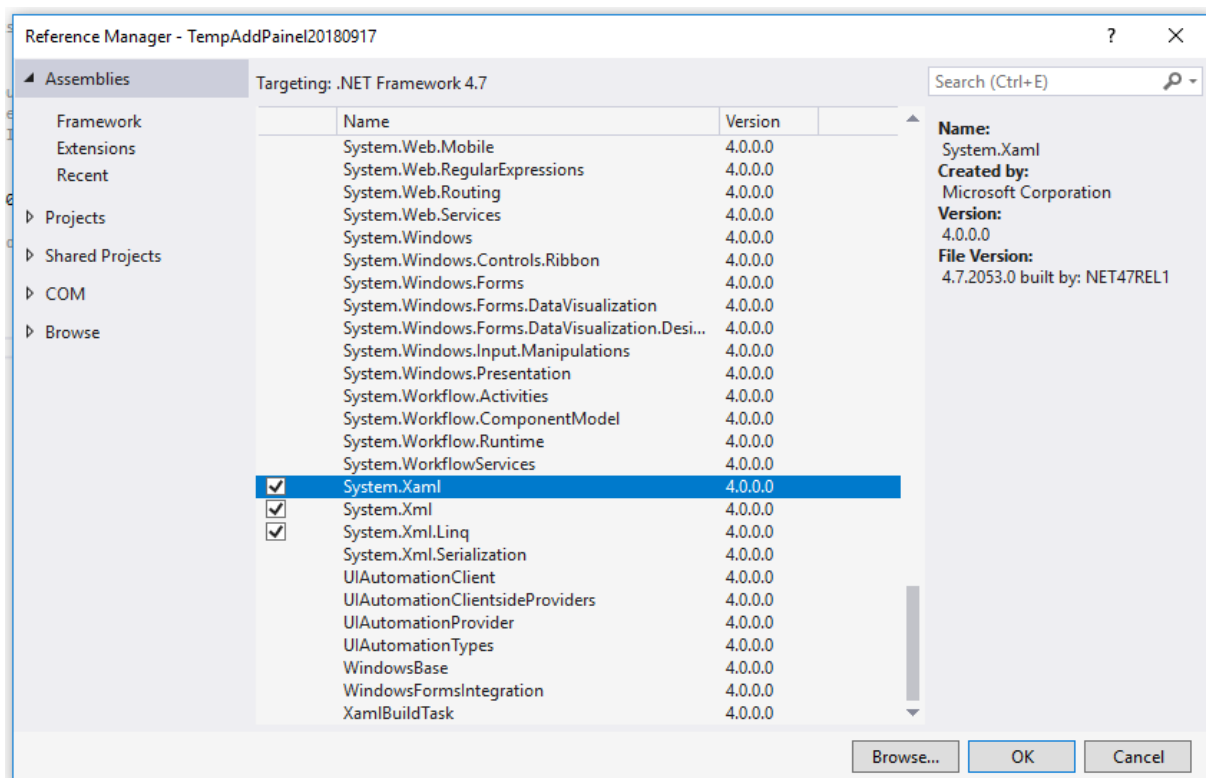 Reference Manager - TempAddPainel20180917
? 
Assemblies
Framework
Extensions
Recent
Projects
Shared Projects
COM
Browse
Targeting: .NET Framework 4.7
Name Version
System.Web.Mobile 4.0.0.0
System.Web.RegularExpressions 4.0.0.0
System.Web.Routing 4.0.0.0
System.Web.Services 4.0.0.0
System.Windows 4.0.0.0
System.Windows.Controls.Ribbon 4.0.0.0
System.Windows.Forms 4.0.0.0
System.Windows.Forms.DataVisualization 4.0.0.0
System.Windows.Forms.DataVisualization.Desi... 4.0.0.0
System.Windows.Input.Manipulations 4.0.0.0
System.Windows.Presentation 4.0.0.0
System.Workflow.Activities 4.0.0.0
System.Workflow.ComponentModel 4.0.0.0
System.Workflow.Runtime 4.0.0.0
System.WorkflowServices 4.0.0.0
System.Xaml 4.0.0.0
System.Xml 4.0.0.0
System.Xml.Linq 4.0.0.0
System.Xml.Serialization 4.0.0.0
UIAutomationClient 4.0.0.0
UIAutomationClientsideProviders 4.0.0.0
UIAutomationProvider 4.0.0.0
UIAutomationTypes 4.0.0.0
WindowsBase 4.0.0.0
WindowsFormsIntegration 4.0.0.0
XamlBuildTask 4.0.0.0
Search (Ctrl+E)
Name:
System.Xaml
Created by:
Microsoft Corporation
Version:
4.0.0.0
File Version:
4.7.2053.0 built by: NET47REL1
Browse... OK Cancel